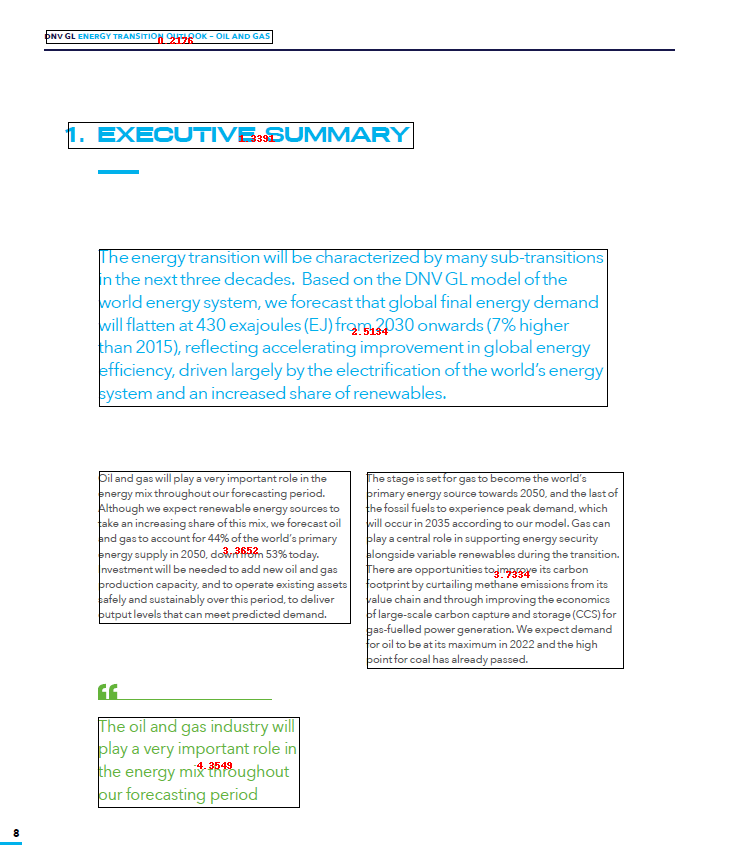 DNV GL ENERGY TRANSITION OUTLOOK – OIL AND GAS
0.2176
1. EXECUTIVE SUMMARY
1.3391
The energy transition will be characterized by many sub-transitions
in the next three decades. Based on the DNV GL model of the
world energy system, we forecast that global final energy demand
will flatten at 430 exajoules (EJ) from 2030 onwards (7% higher
2.5134
than 2015), reflecting accelerating improvement in global energy
efficiency, driven largely by the electrification of the world's energy
system and an increased share of renewables.
Oil and gas will play a very important role in the
energy mix throughout our forecasting period.
Although we expect renewable energy sources to
take an increasing share of this mix, we forecast oil
and gas to account for 44% of the world's primary
energy supply in 2050, down from 53% today.
3.3652
Investment will be needed to add new oil and gas
production capacity, and to operate existing assets
safely and sustainably over this period, to deliver
output levels that can meet predicted demand.
The stage is set for gas to become the world's
primary energy source towards 2050, and the last of
the fossil fuels to experience peak demand, which
will occur in 2035 according to our model. Gas can
play a central role in supporting energy security
alongside variable renewables during the transition.
There are opportunities to improve its carbon
3.7334
footprint by curtailing methane emissions from its
value chain and through improving the economics
of large-scale carbon capture and storage (CCS) for
gas-fuelled power generation. We expect demand
for oil to be at its maximum in 2022 and the high
point for coal has already passed.
“
The oil and gas industry will
play a very important role in
the energy mix throughout
4.3549
our forecasting period
8